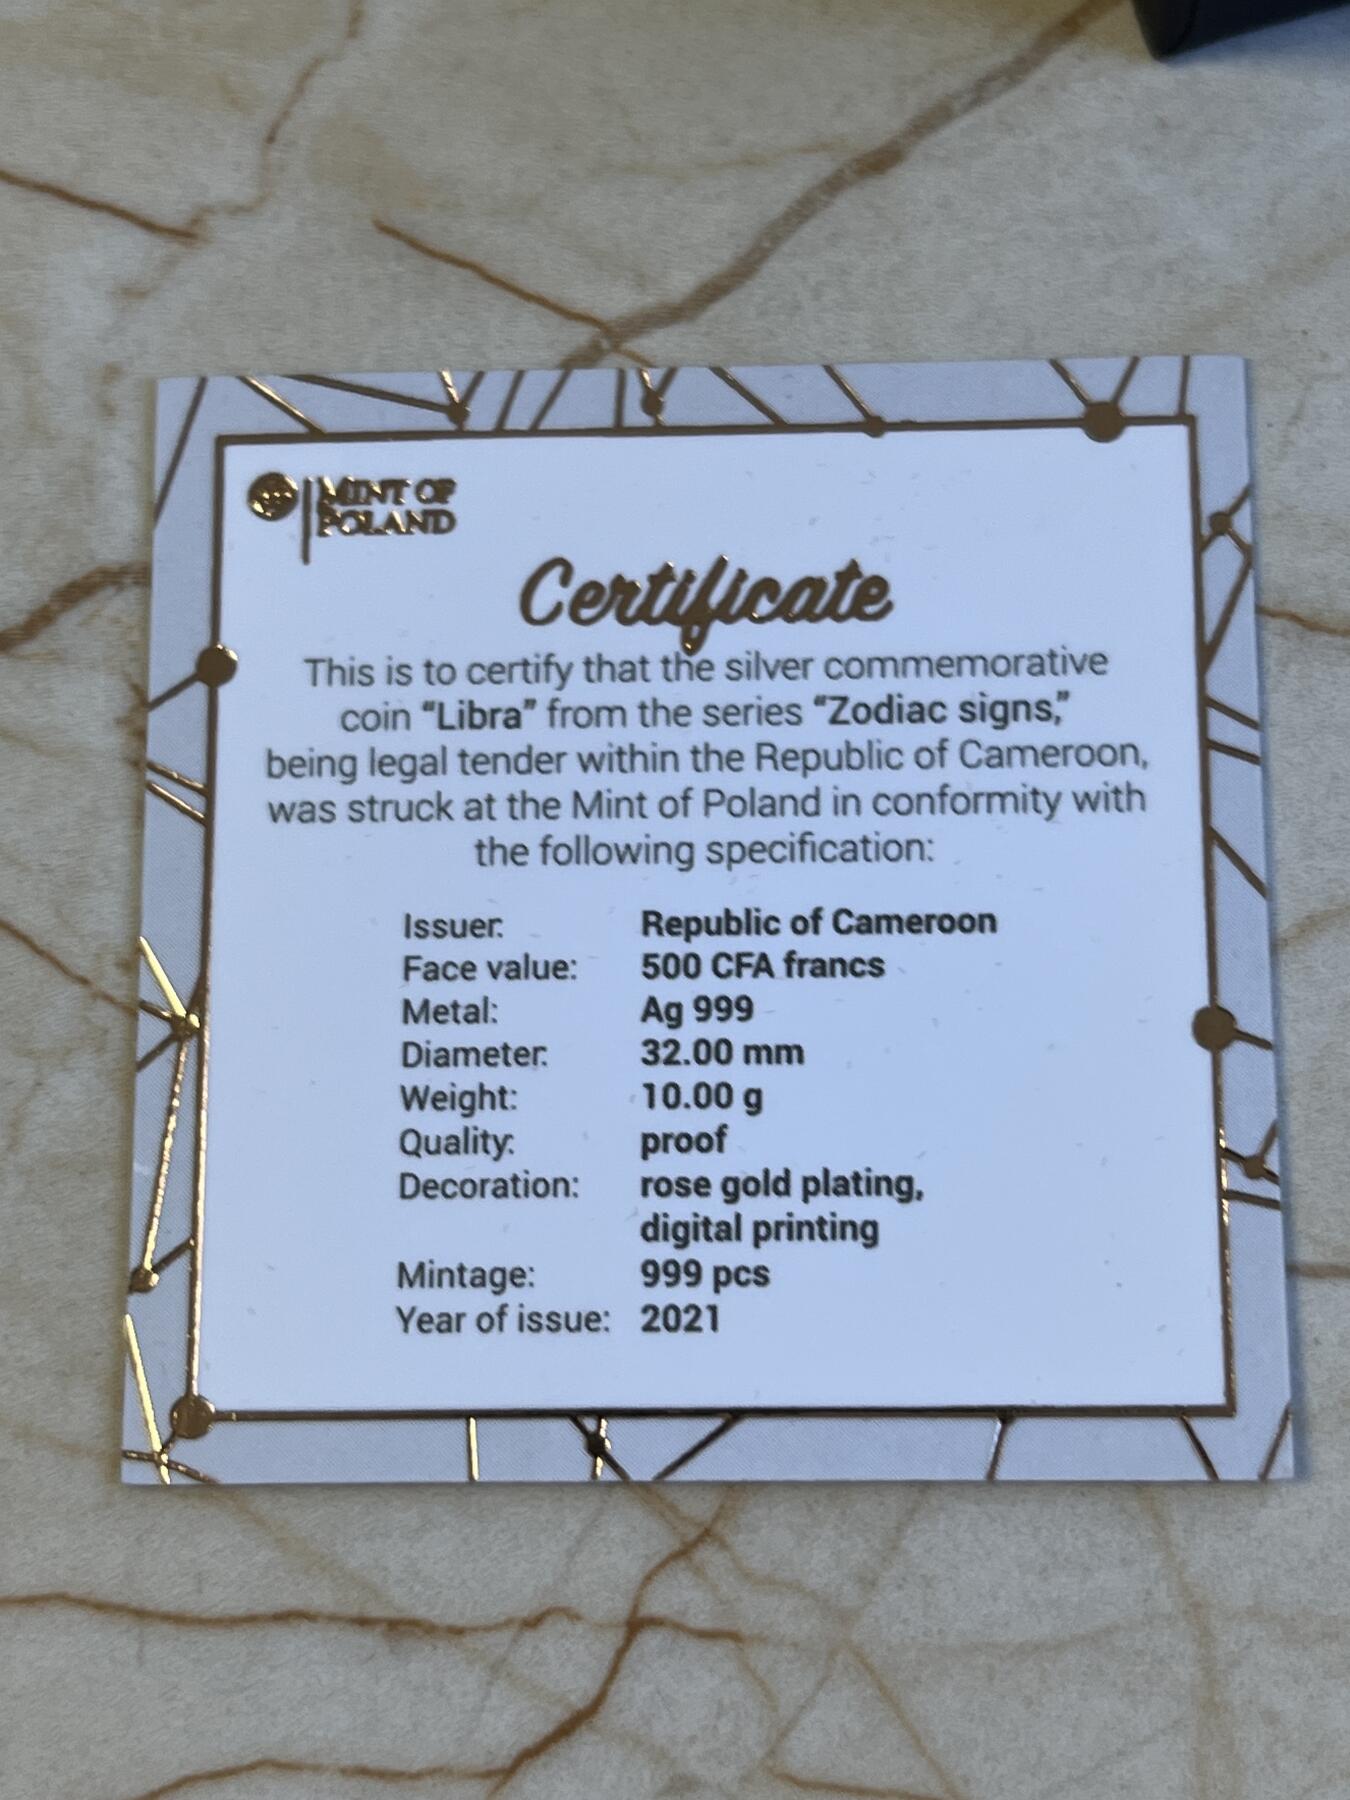 MINT OF
POLAND
Certificate
This is to certify that the silver commemorative
coin “Libra” from the series “Zodiac signs,”
being legal tender within the Republic of Cameroon,
was struck at the Mint of Poland in conformity with
the following specification:
Issuer: Republic of Cameroon
Face value: 500 CFA francs
Metal: Ag 999
Diameter: 32.00 mm
Weight: 10.00 g
Quality: proof
Decoration: rose gold plating,
digital printing
Mintage: 999 pcs
Year of issue: 2021